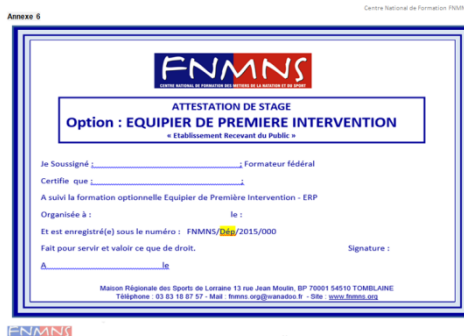 Centre National de Formation FNMN
Annexe 6
FNMNS
CENTRE NATIONAL DE FORMATION DES METIERS DE LA NATATION ET DU SPORT
ATTESTATION DE STAGE
Option : EQUIPIER DE PREMIERE INTERVENTION
« Etablissement Recevant du Public »
Je Soussigné : ; Formateur fédéral
Certifie que : ;
A suivi la formation optionnelle Equipier de Première Intervention - ERP
Organisée à : le :
Et est enregistré(e) sous le numéro : FNMNS/Dép/2015/000
Fait pour servir et valoir ce que de droit. Signature :
A le
Maison Régionale des Sports de Lorraine 13 rue Jean Moulin, BP 70001 54510 TOMBLAINE
Téléphone : 03 83 18 87 57 - Mail : fnmns.org@wanadoo.fr - Site : www.fnmns.org
FNMNS